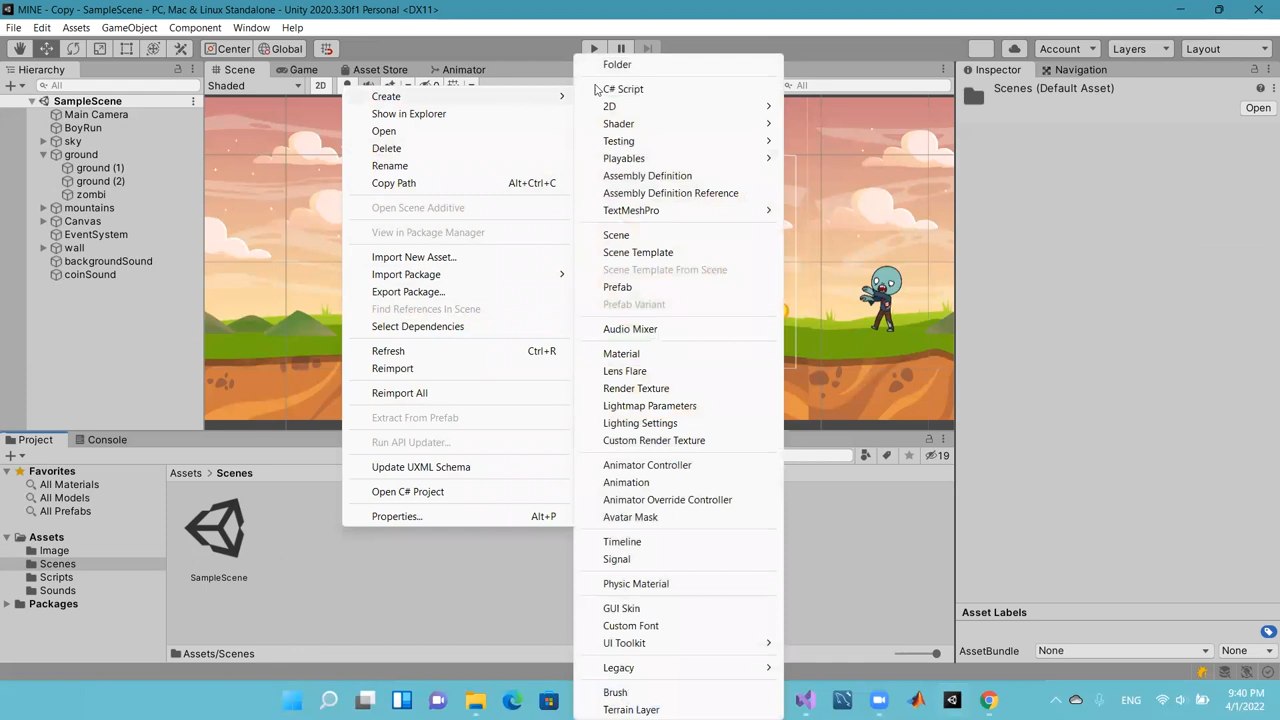 MINE - Copy - SampleScene - PC, Mac & Linux Standalone - Unity 2020.3.30f1 Personal <DX11>
File Edit Assets GameObject Component Window Help
Center Global Account Layers Layout
Hierarchy
All
SampleScene
Main Camera
BoyRun
sky
ground
ground (1)
ground (2)
zombi
mountains
Canvas
EventSystem
wall
backgroundSound
coinSound
Scene Game Asset Store Animator
Shaded 2D All
Create
Show in Explorer
Open
Delete
Rename
Copy Path Alt+Ctrl+C
Open Scene Additive
View in Package Manager
Import New Asset...
Import Package
Export Package...
Find References In Scene
Select Dependencies
Refresh Ctrl+R
Reimport
Reimport All
Extract From Prefab
Run API Updater...
Update UXML Schema
Open C# Project
Properties... Alt+P
Folder
C# Script
2D
Shader
Testing
Playables
Assembly Definition
Assembly Definition Reference
TextMeshPro
Scene
Scene Template
Scene Template From Scene
Prefab
Prefab Variant
Audio Mixer
Material
Lens Flare
Render Texture
Lightmap Parameters
Lighting Settings
Custom Render Texture
Animator Controller
Animation
Animator Override Controller
Avatar Mask
Timeline
Signal
Physic Material
GUI Skin
Custom Font
UI Toolkit
Legacy
Brush
Terrain Layer
Inspector Navigation
Scenes (Default Asset)
Open
Asset Labels
AssetBundle None None
Project Console
19
Favorites
All Materials
All Models
All Prefabs
Assets
Image
Scenes
Scripts
Sounds
Packages
Assets > Scenes
SampleScene
Assets/Scenes
ENG
9:40 PM
4/1/2022